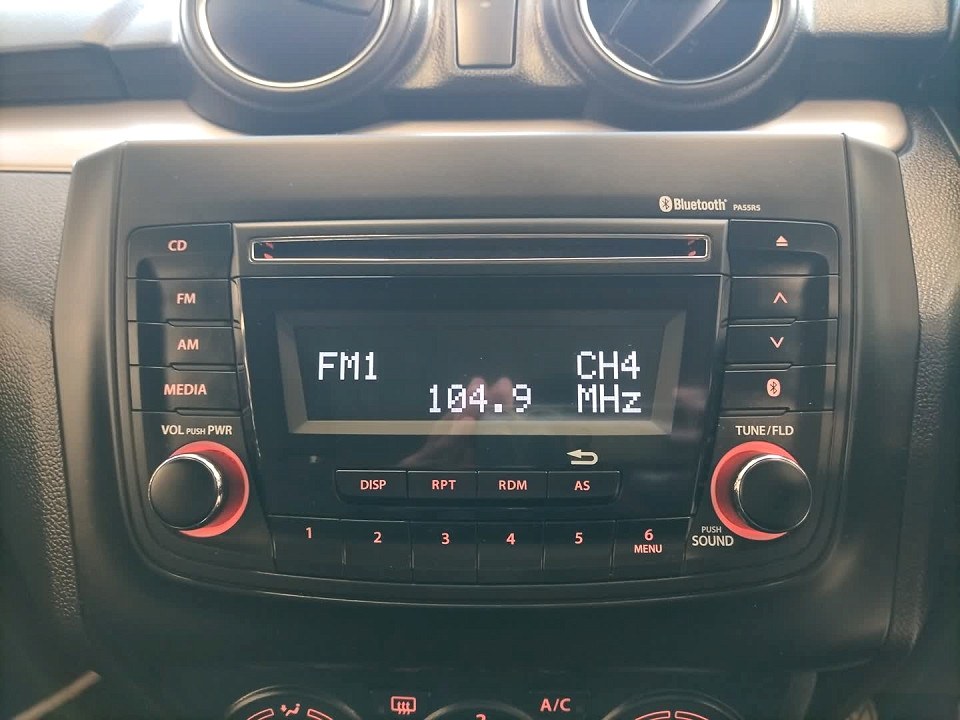 Bluetooth PASSRS
CD
FM
AM
MEDIA
VOL PUSH PWR
FM1 CH4
104.9 MHz
TUNE/FLD
DISP RPT RDM AS
1 2 3 4 5 6
MENU
PUSH
SOUND
A/C